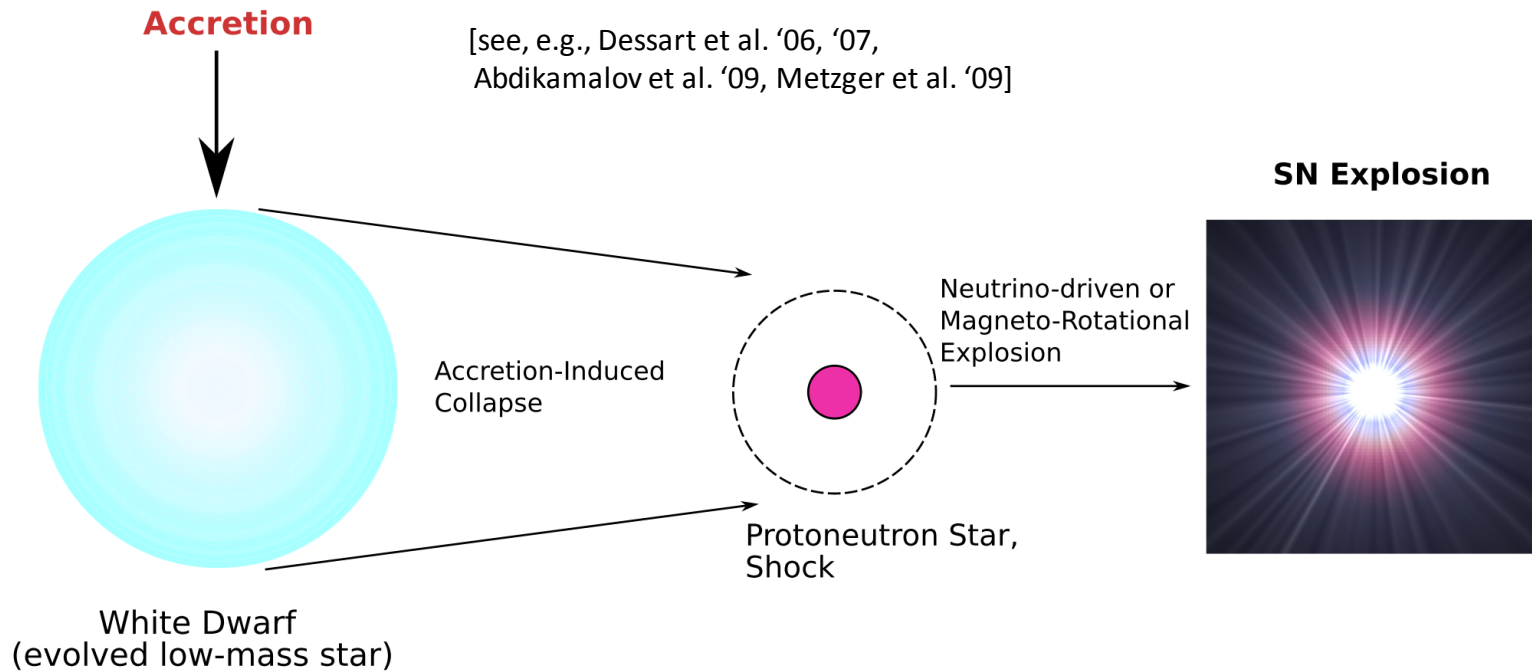 Accretion
[see, e.g., Dessart et al. ‘06, ‘07,
Abdikamalov et al. ‘09, Metzger et al. ‘09]
SN Explosion
Neutrino-driven or
Magneto-Rotational
Explosion
Accretion-Induced
Collapse
Protoneutron Star,
Shock
White Dwarf
(evolved low-mass star)